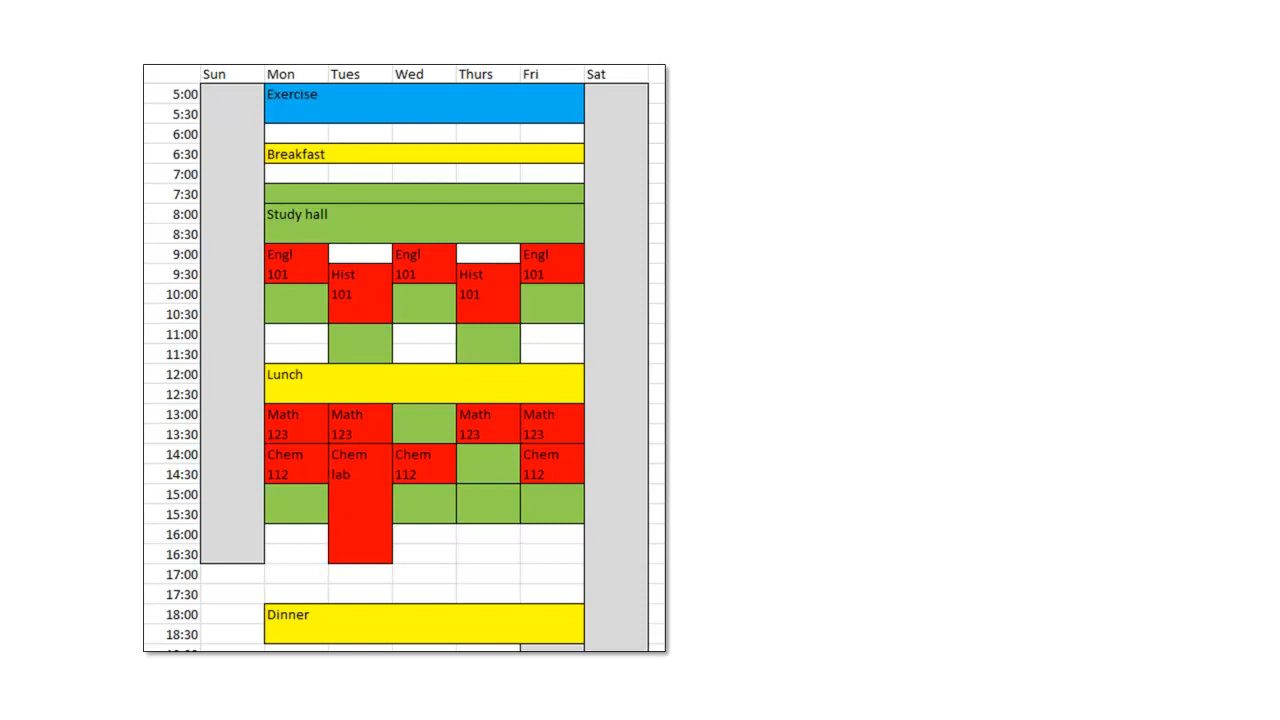 Sun Mon Tues Wed Thurs Fri Sat
5:00 Exercise
5:30
6:00
6:30 Breakfast
7:00
7:30
8:00 Study hall
8:30
9:00 Engl Engl Engl
9:30 101 Hist 101 Hist 101
10:00 101 101
10:30
11:00
11:30
12:00 Lunch
12:30
13:00 Math Math Math Math
13:30 123 123 123 123
14:00 Chem Chem Chem Chem
14:30 112 lab 112 112
15:00
15:30
16:00
16:30
17:00
17:30
18:00 Dinner
18:30